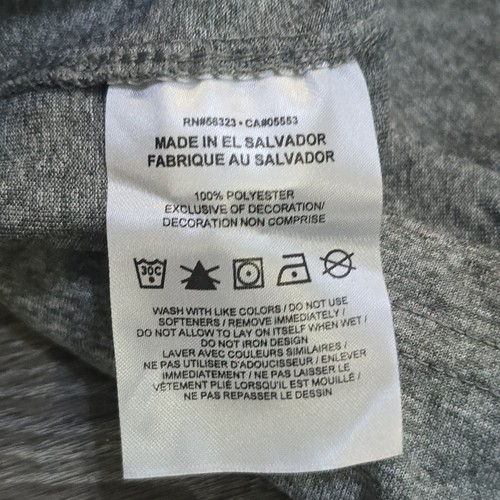 RN#56323 • CA#05553
MADE IN EL SALVADOR
FABRIQUE AU SALVADOR
100% POLYESTER
EXCLUSIVE OF DECORATION/
DECORATION NON COMPRISE
30C
WASH WITH LIKE COLORS / DO NOT USE
SOFTENERS / REMOVE IMMEDIATELY /
DO NOT ALLOW TO LAY ON ITSELF WHEN WET /
DO NOT IRON DESIGN
LAVER AVEC COULEURS SIMILAIRES /
NE PAS UTILISER D'ADOUCISSEUR / ENLEVER
IMMEDIATEMENT / NE PAS LAISSER LE
VÊTEMENT PLIÉ LORSQU'IL EST MOUILLÉ /
NE PAS REPASSER LE DESSIN